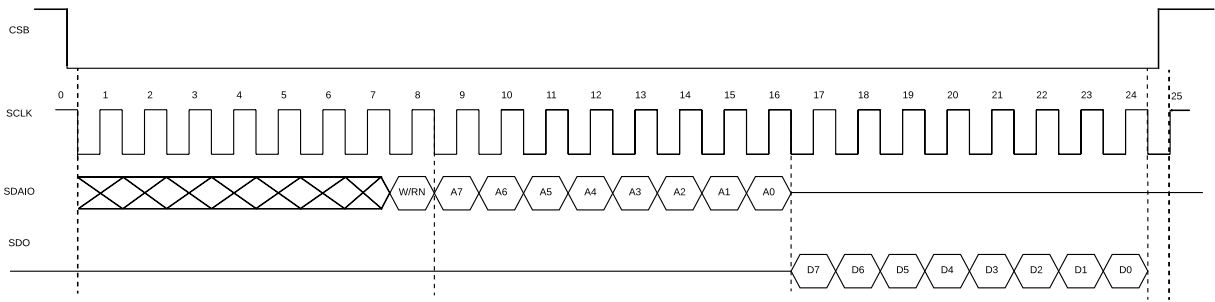 CSB
0 1 2 3 4 5 6 7 8 9 10 11 12 13 14 15 16 17 18 19 20 21 22 23 24 25
SCLK
SDAIO W/RN A7 A6 A5 A4 A3 A2 A1 A0
SDO
D7 D6 D5 D4 D3 D2 D1 D0